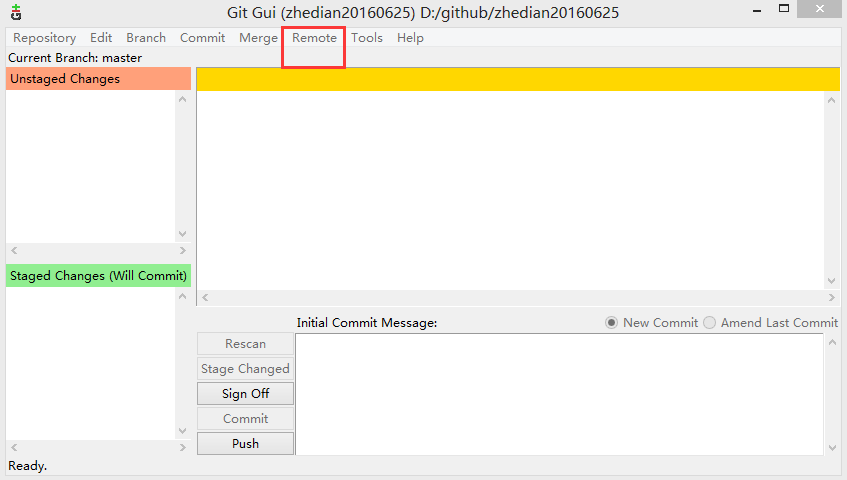 Git Gui (zhedian20160625) D:/github/zhedian20160625
Repository Edit Branch Commit Merge Remote Tools Help
Current Branch: master
Unstaged Changes
Staged Changes (Will Commit)
Initial Commit Message:
New Commit
Amend Last Commit
Rescan
Stage Changed
Sign Off
Commit
Push
Ready.